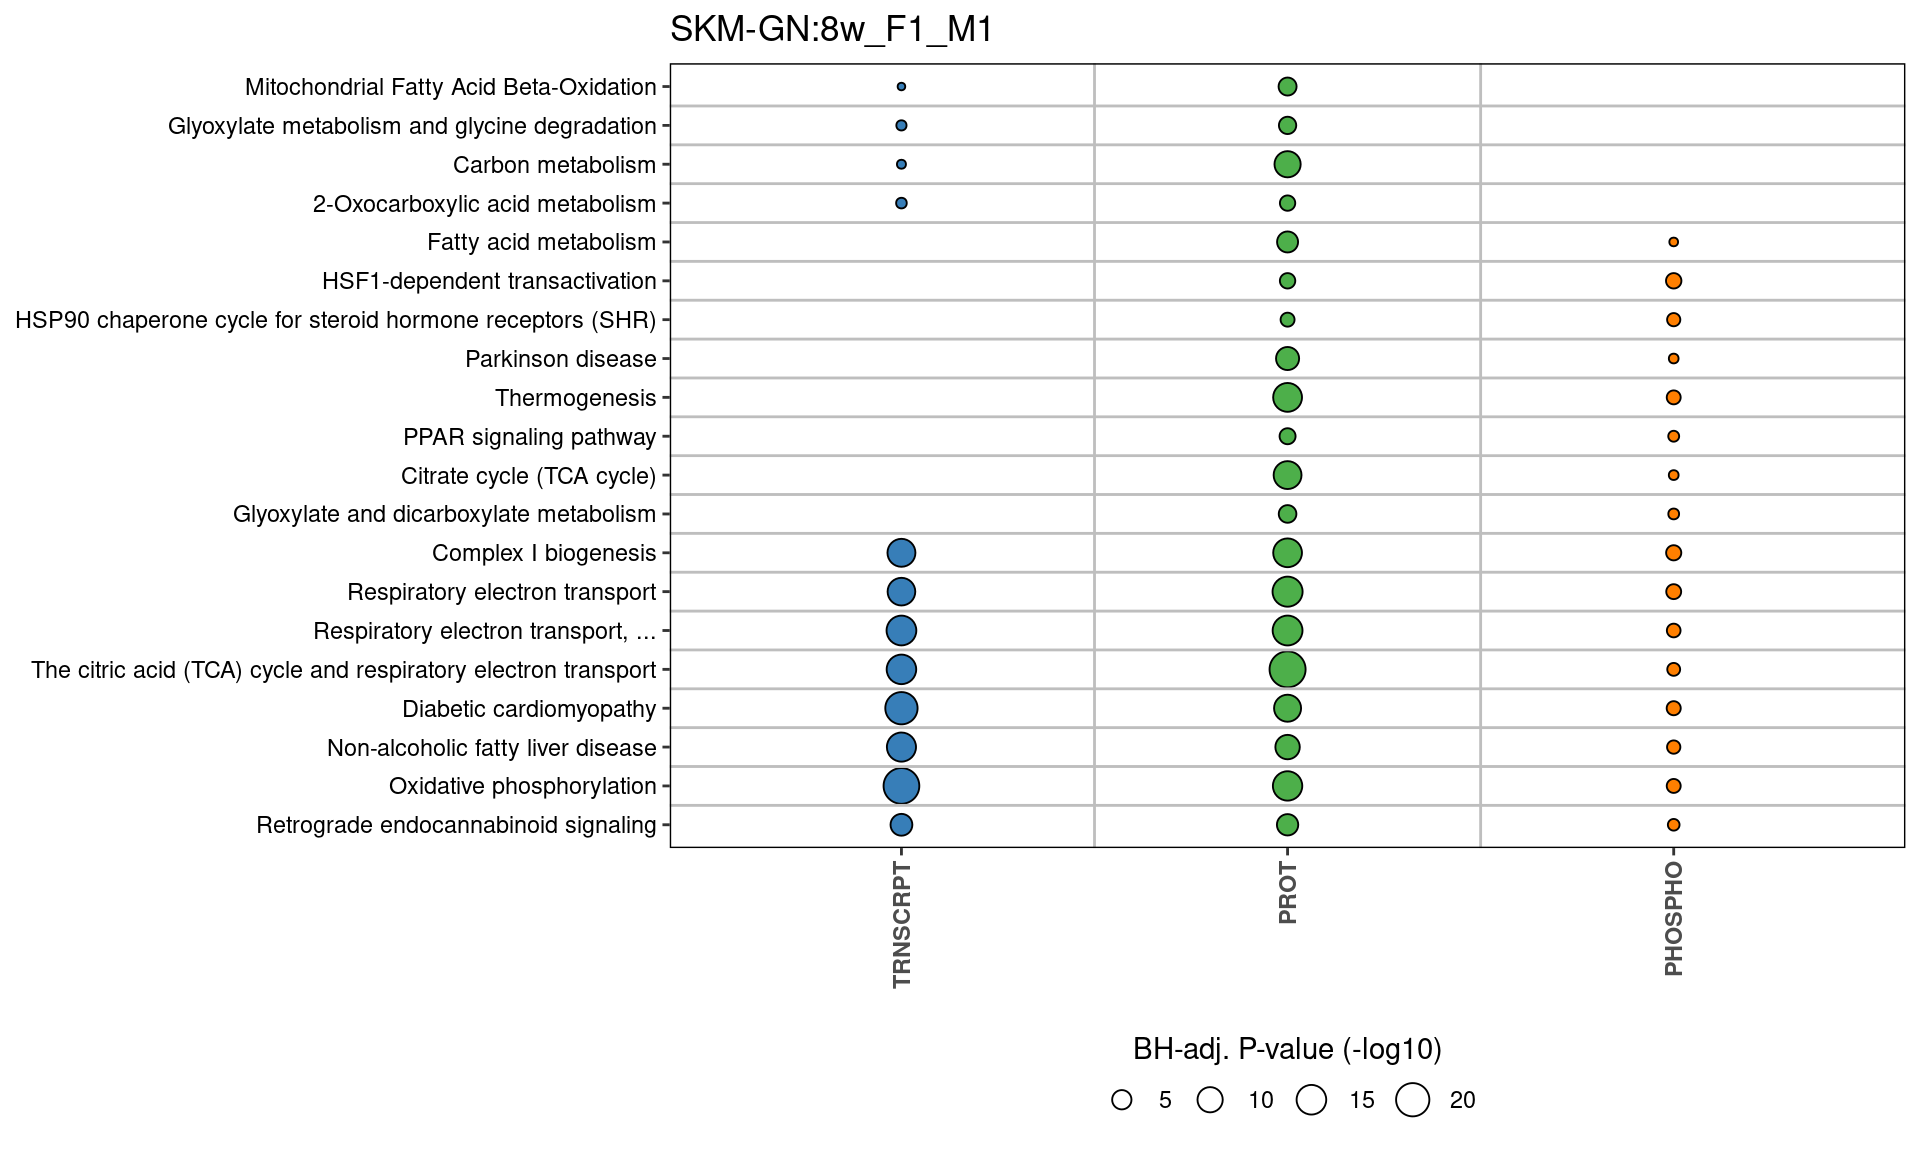 SKM-GN:8w_F1_M1
Mitochondrial Fatty Acid Beta-Oxidation
Glyoxylate metabolism and glycine degradation
Carbon metabolism
2-Oxocarboxylic acid metabolism
Fatty acid metabolism
HSF1-dependent transactivation
HSP90 chaperone cycle for steroid hormone receptors (SHR)
Parkinson disease
Thermogenesis
PPAR signaling pathway
Citrate cycle (TCA cycle)
Glyoxylate and dicarboxylate metabolism
Complex I biogenesis
Respiratory electron transport
Respiratory electron transport, ...
The citric acid (TCA) cycle and respiratory electron transport
Diabetic cardiomyopathy
Non-alcoholic fatty liver disease
Oxidative phosphorylation
Retrograde endocannabinoid signaling
TRNSCRPT
PROT
PHOSPHO
BH-adj. P-value (-log10)
5 10 15 20